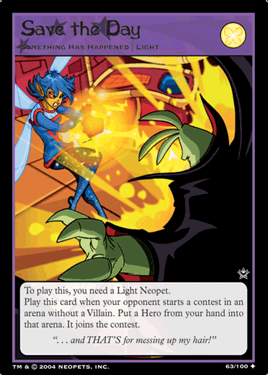 Save the Day
Something Has Happened | Light
To play this, you need a Light Neopet.
Play this card when your opponent starts a contest in an
arena without a Villain. Put a Hero from your hand into
that arena. It joins the contest.
“. . . and THAT’S for messing up my hair!”
TM & © 2004 NEOPETS, INC.
63/100 ♦